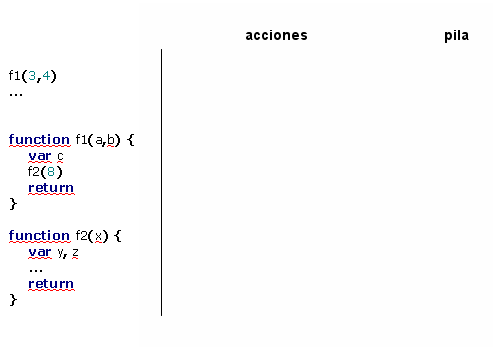 acciones pila
f1(3,4)
...
function f1(a,b) {
var c
f2(8)
return
}
function f2(x) {
var y, z
...
return
}